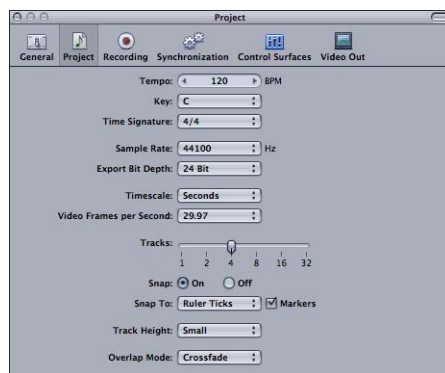 Project
General Project Recording Synchronization Control Surfaces Video Out
Tempo: 120 BPM
Key: C
Time Signature: 4/4
Sample Rate: 44100 Hz
Export Bit Depth: 24 Bit
Timescale: Seconds
Video Frames per Second: 29.97
Tracks:
1 2 4 8 16 32
Snap: On Off
Snap To: Ruler Ticks Markers
Track Height: Small
Overlap Mode: Crossfade